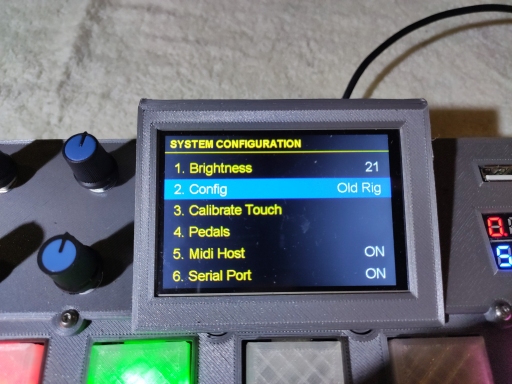 SYSTEM CONFIGURATION
1. Brightness 21
2. Config Old Rig
3. Calibrate Touch
4. Pedals
5. Midi Host ON
6. Serial Port ON